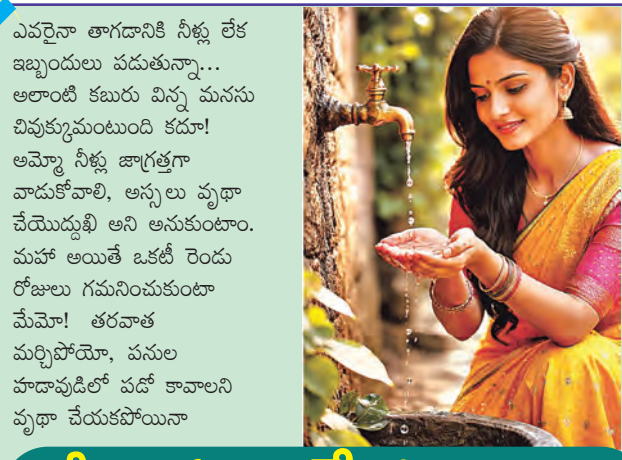 ఎవరైనా తాగడానికి నీళ్లు లేక
ఇబ్బందులు పడుతున్నా...
అలాంటి కబురు విన్న మనసు
చివుక్కుమంటుంది కదూ!
అమ్మో నీళ్లు జాగ్రత్తగా
వాడుకోవాలి, అస్సలు వృథా
చేయొద్దుఖి అని అనుకుంటాం.
మహా అయితే ఒకటీ రెండు
రోజులు గమనించుకుంటా
మేమో! తరవాత
మర్చిపోయో, పనుల
హడావుడిలో పడో కావాలని
వృథా చేయకపోయినా